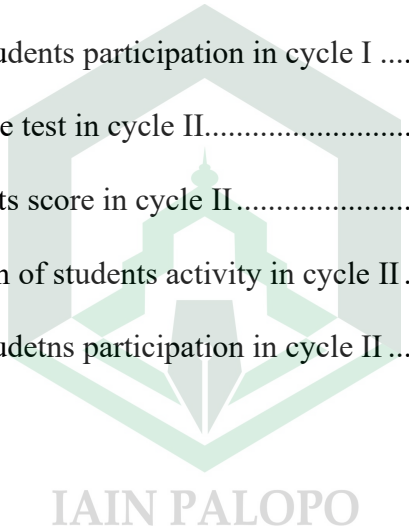 udents participation in cycle I ....
e test in cycle II..........................
ts score in cycle II......................
n of students activity in cycle II .
udetns participation in cycle II ...
IAIN PALOPO